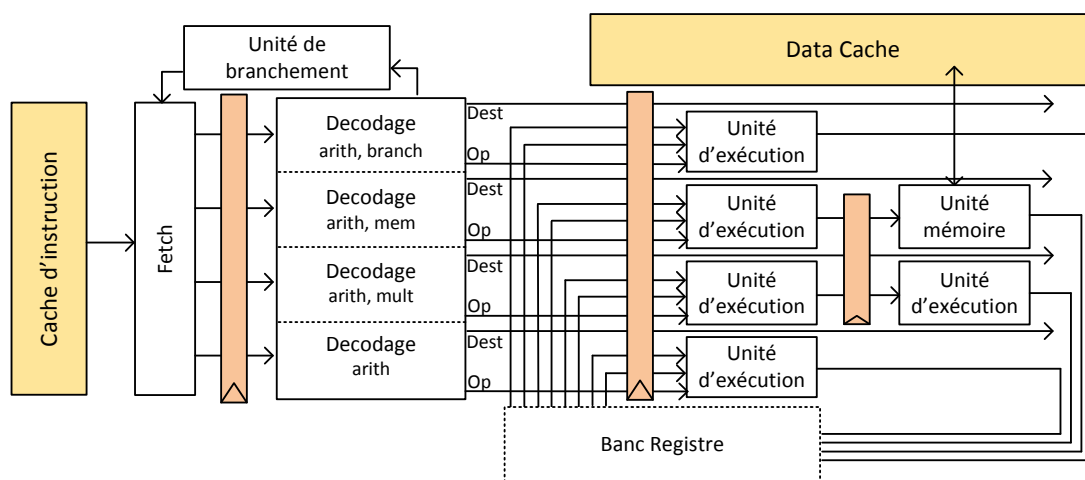 Unité de
branchement
Data Cache
Cache d'instruction
Fetch
Decodage
arith, branch
Dest
Op
Unité
d'exécution
Decodage
arith, mem
Dest
Op
Unité
d'exécution
Unité
mémoire
Decodage
arith, mult
Dest
Op
Unité
d'exécution
Unité
d'exécution
Decodage
arith
Dest
Op
Unité
d'exécution
Banc Registre